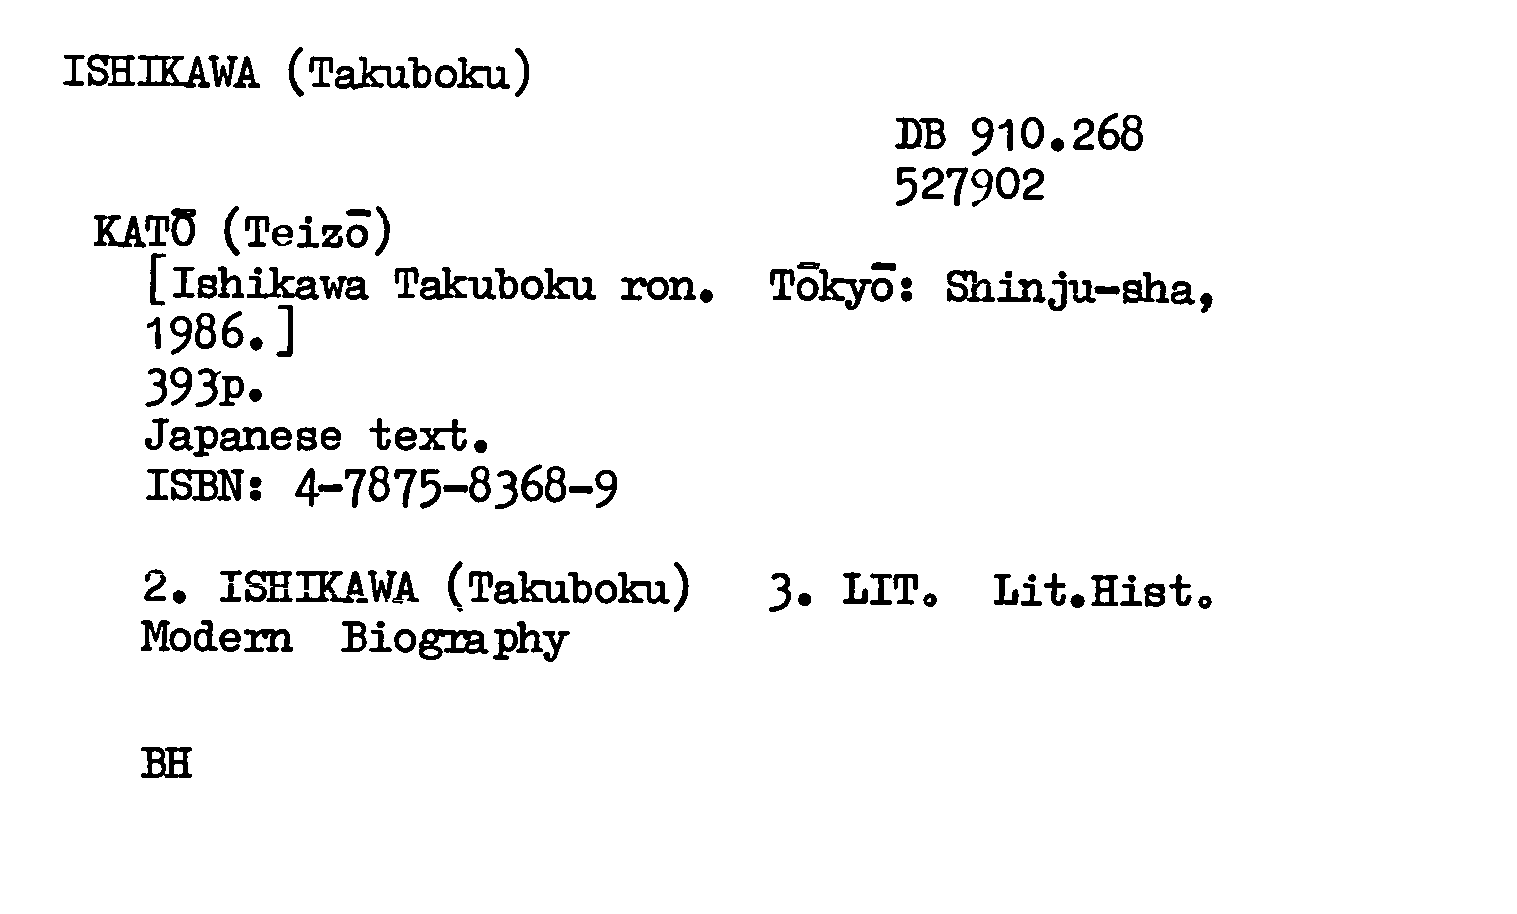 ISHIKAWA (Takuboku)
DB 910.268
527902
KATŌ (Teizō)
[Ishikawa Takuboku ron. Tōkyō: Shinju-sha,
1986.]
393p.
Japanese text.
ISBN: 4-7875-8368-9
2. ISHIKAWA (Takuboku) 3. LIT. Lit.Hist.
Modern Biography
BH